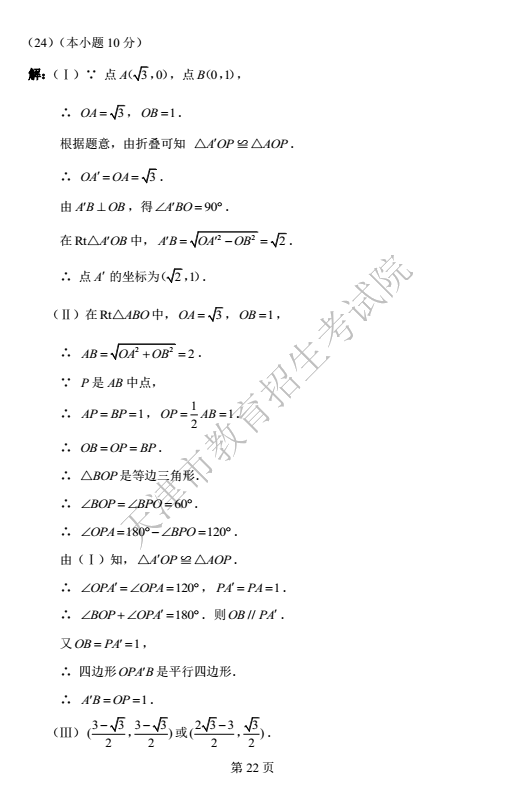 （24）（本小题 10 分）
解:（Ⅰ）∵ 点 A(√3,0)，点 B(0,1)，
∴ OA=√3，OB=1．
根据题意，由折叠可知 △A′OP≌△AOP．
∴ OA′=OA=√3．
由 A′B⊥OB，得∠A′BO=90°．
在 Rt△A′OB 中，A′B=√(OA′²−OB²)=√2．
∴ 点 A′ 的坐标为(√2,1)．
（Ⅱ）在 Rt△ABO 中，OA=√3，OB=1，
∴ AB=√(OA²+OB²)=2．
∵ P 是 AB 中点，
∴ AP=BP=1，OP=1/2 AB=1．
∴ OB=OP=BP．
∴ △BOP 是等边三角形．
∴ ∠BOP=∠BPO=60°．
∴ ∠OPA=180°−∠BPO=120°．
由（Ⅰ）知，△A′OP≌△AOP．
∴ ∠OPA′=∠OPA=120°，PA′=PA=1．
∴ ∠BOP+∠OPA′=180°．则 OB // PA′．
又 OB=PA′=1，
∴ 四边形 OPA′B 是平行四边形．
∴ A′B=OP=1．
（Ⅲ）((3−√3)/2,(3−√3)/2)或((2√3−3)/2,√3/2)．
第 22 页
天津市教育招生考试院